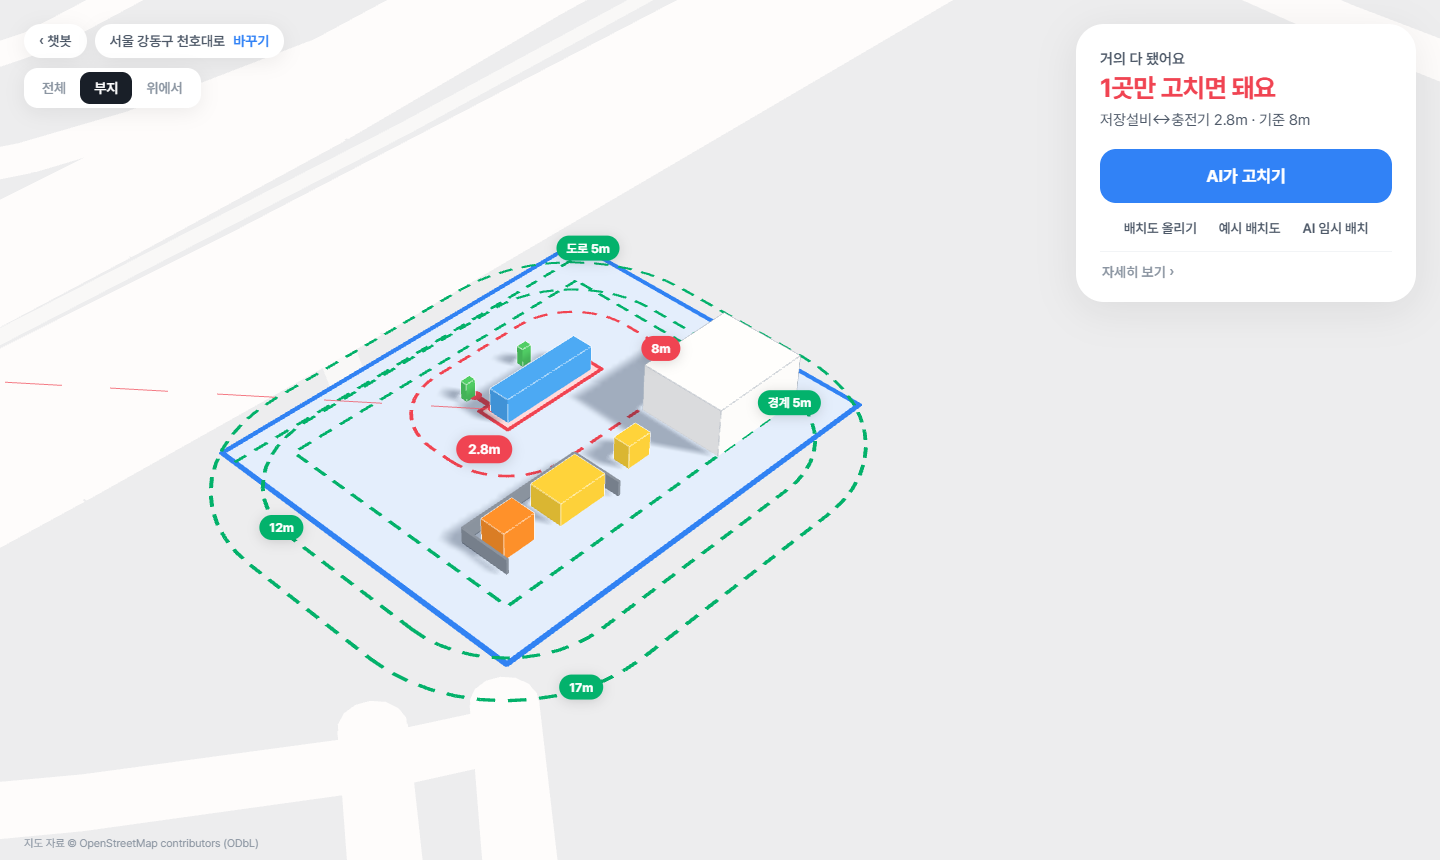 ‹ 챗봇
서울 강동구 천호대로 바꾸기
전체 부지 위에서
거의 다 됐어요
1곳만 고치면 돼요
저장설비↔충전기 2.8m · 기준 8m
AI가 고치기
배치도 올리기 예시 배치도 AI 임시 배치
자세히 보기 ›
도로 5m
8m
경계 5m
2.8m
12m
17m
지도 자료 © OpenStreetMap contributors (ODbL)